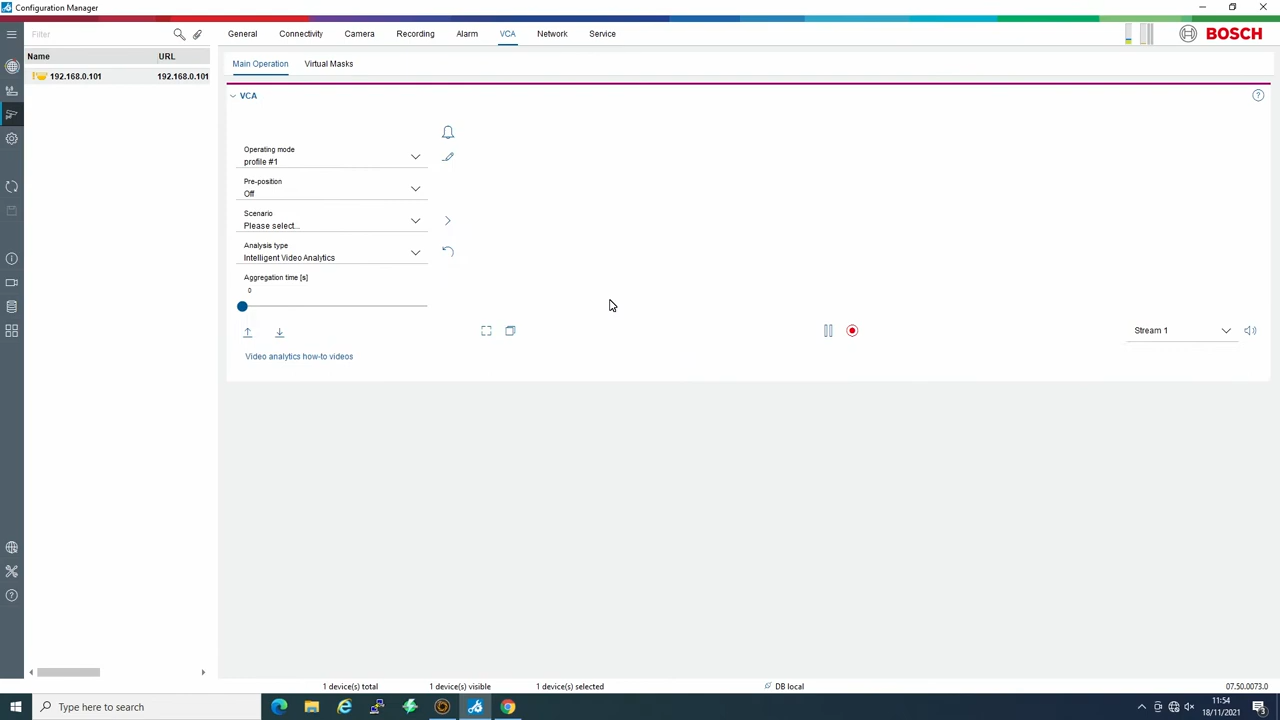 Configuration Manager
Filter
General
Connectivity
Camera
Recording
Alarm
VCA
Network
Service
BOSCH
Name
URL
192.168.0.101
192.168.0.101
Main Operation
Virtual Masks
VCA
Operating mode
profile #1
Pre-position
Off
Scenario
Please select...
Analysis type
Intelligent Video Analytics
Aggregation time [s]
0
Stream 1
Video analytics how-to videos
1 device(s) total
1 device(s) visible
1 device(s) selected
DB local
07.50.0073.0
Type here to search
11:54
18/11/2021
3